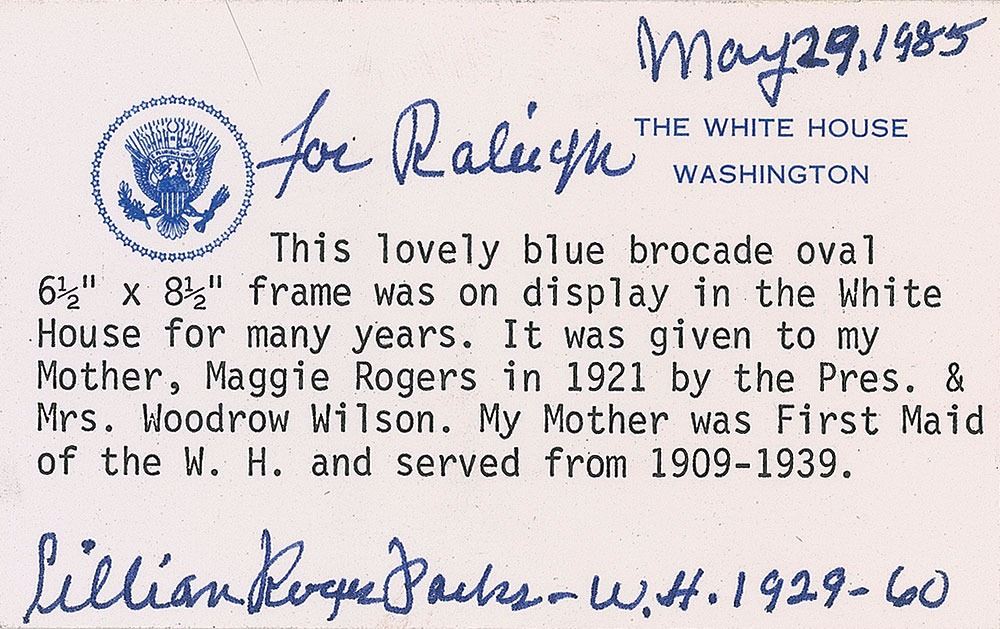 May 29, 1985
For Raleigh
THE WHITE HOUSE
WASHINGTON
This lovely blue brocade oval
6½" x 8½" frame was on display in the White
House for many years. It was given to my
Mother, Maggie Rogers in 1921 by the Pres. &
Mrs. Woodrow Wilson. My Mother was First Maid
of the W. H. and served from 1909-1939.
Lillian Rogers Parks - W.H. 1929-60